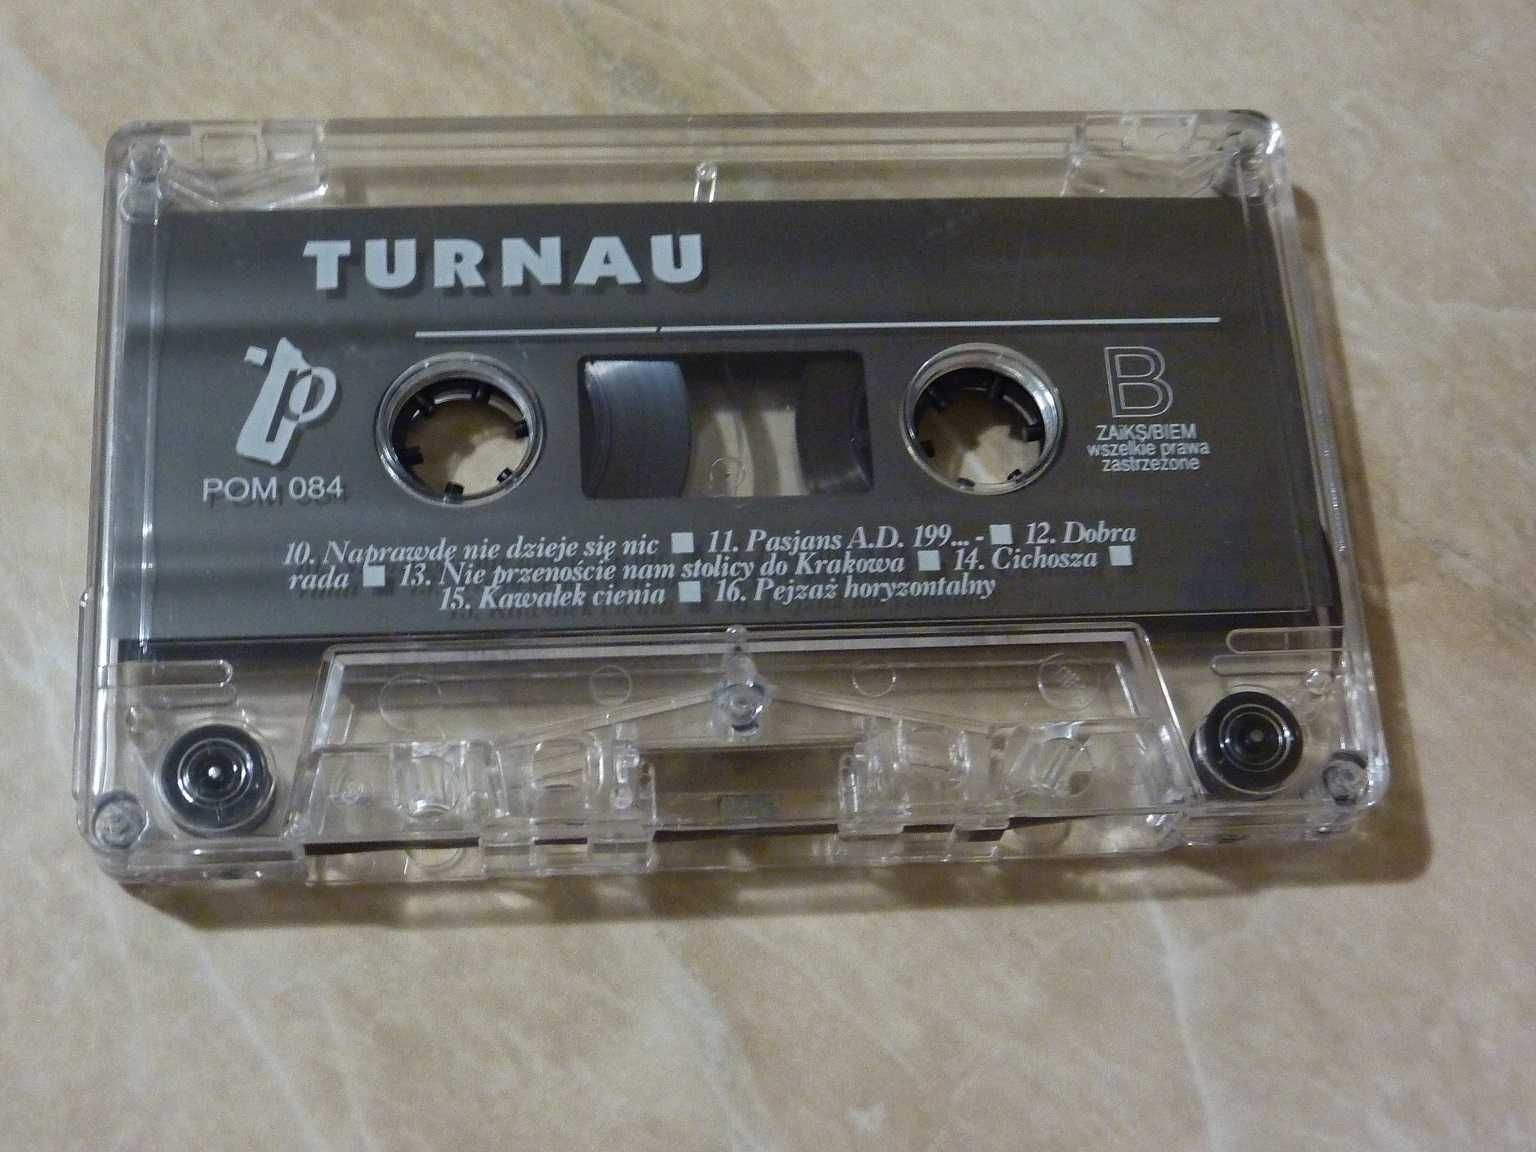 TURNAU
POM 084
B
ZAiKS/BIEM
wszelkie prawa
zastrzeżone
10. Naprawdę nie dzieje się nic ■ 11. Pasjans A.D. 199... - ■ 12. Dobra
rada ■ 13. Nie przenoście nam stolicy do Krakowa ■ 14. Cichosza ■
15. Kawałek cienia ■ 16. Pejzaż horyzontalny